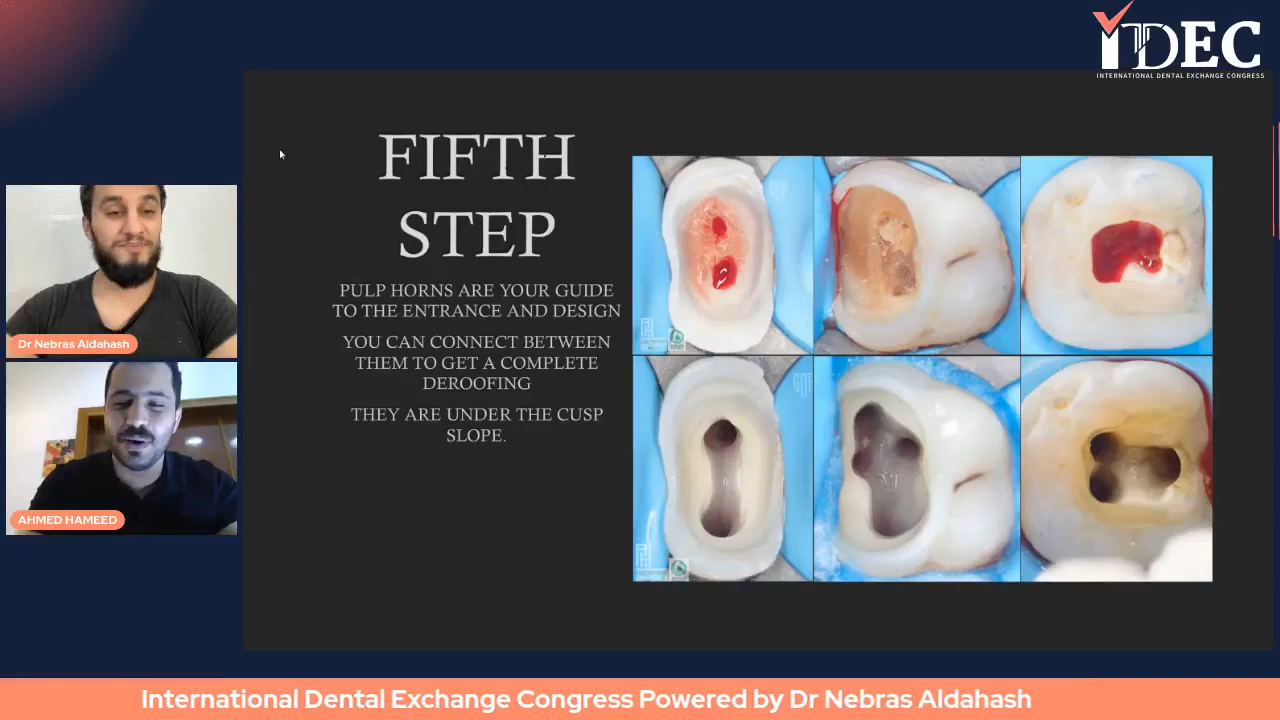 iDEC
INTERNATIONAL DENTAL EXCHANGE CONGRESS
FIFTH
STEP
PULP HORNS ARE YOUR GUIDE
TO THE ENTRANCE AND DESIGN
YOU CAN CONNECT BETWEEN
THEM TO GET A COMPLETE
DEROOFING
THEY ARE UNDER THE CUSP
SLOPE.
Dr Nebras Aldahash
AHMED HAMEED
International Dental Exchange Congress Powered by Dr Nebras Aldahash